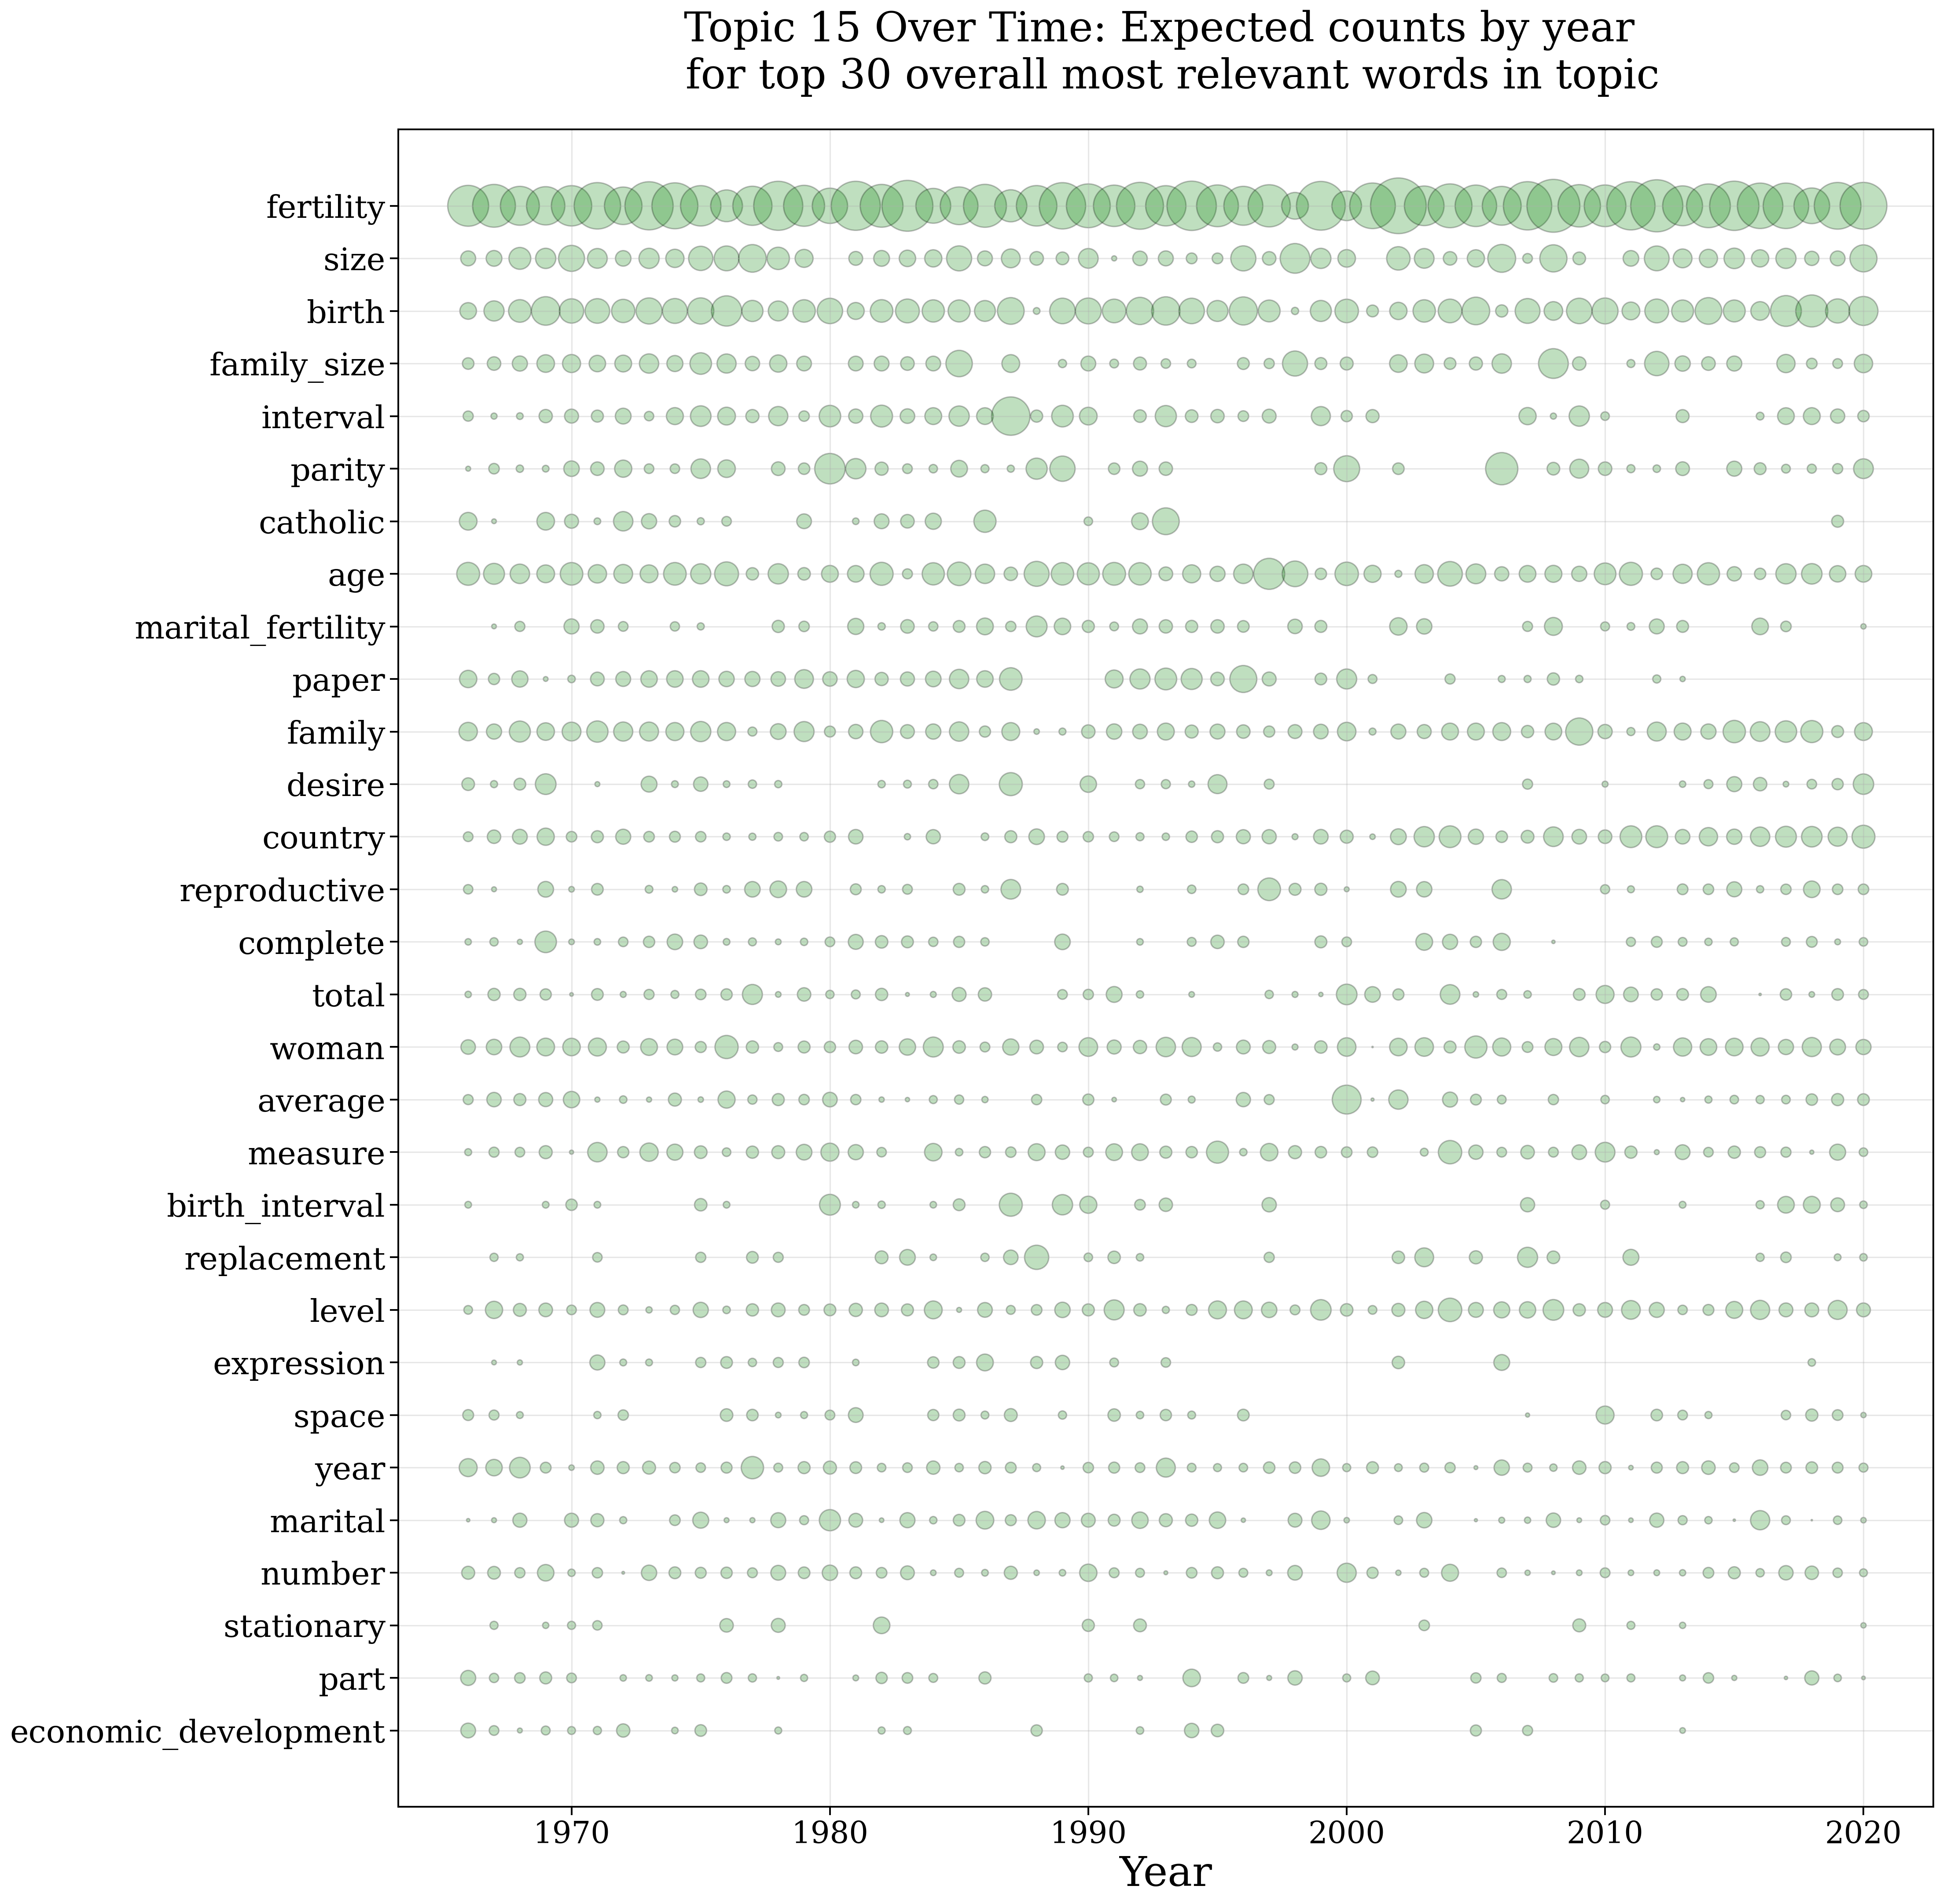 Topic 15 Over Time: Expected counts by year
for top 30 overall most relevant words in topic
fertility
size
birth
family_size
interval
parity
catholic
age
marital_fertility
paper
family
desire
country
reproductive
complete
total
woman
average
measure
birth_interval
replacement
level
expression
space
year
marital
number
stationary
part
economic_development
1970 1980 1990 2000 2010 2020
Year